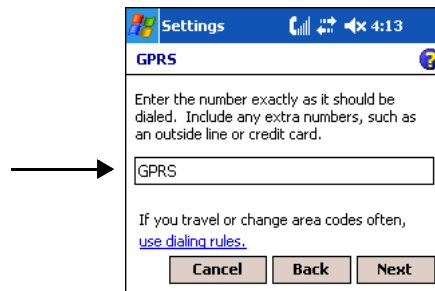 Settings 4:13
GPRS
Enter the number exactly as it should be
dialed. Include any extra numbers, such as
an outside line or credit card.
GPRS
If you travel or change area codes often,
use dialing rules.
Cancel Back Next